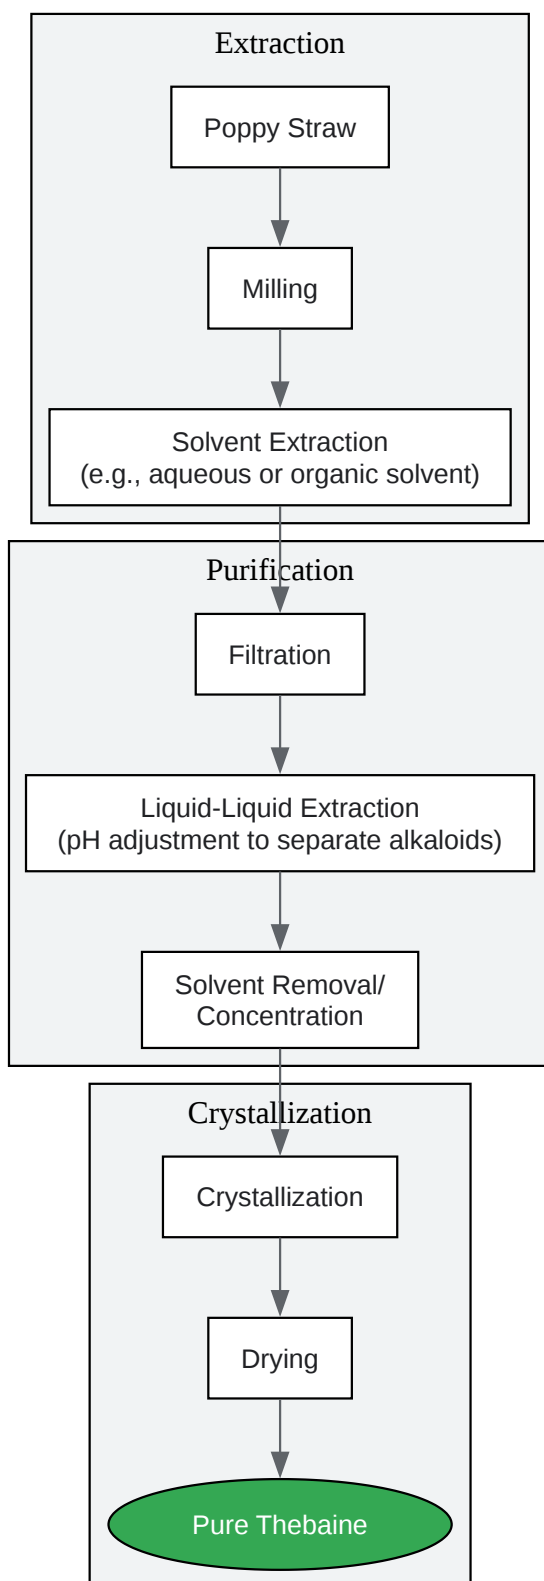 Extraction
Poppy Straw
Milling
Solvent Extraction
(e.g., aqueous or organic solvent)
Purification
Filtration
Liquid-Liquid Extraction
(pH adjustment to separate alkaloids)
Solvent Removal/
Concentration
Crystallization
Crystallization
Drying
Pure Thebaine